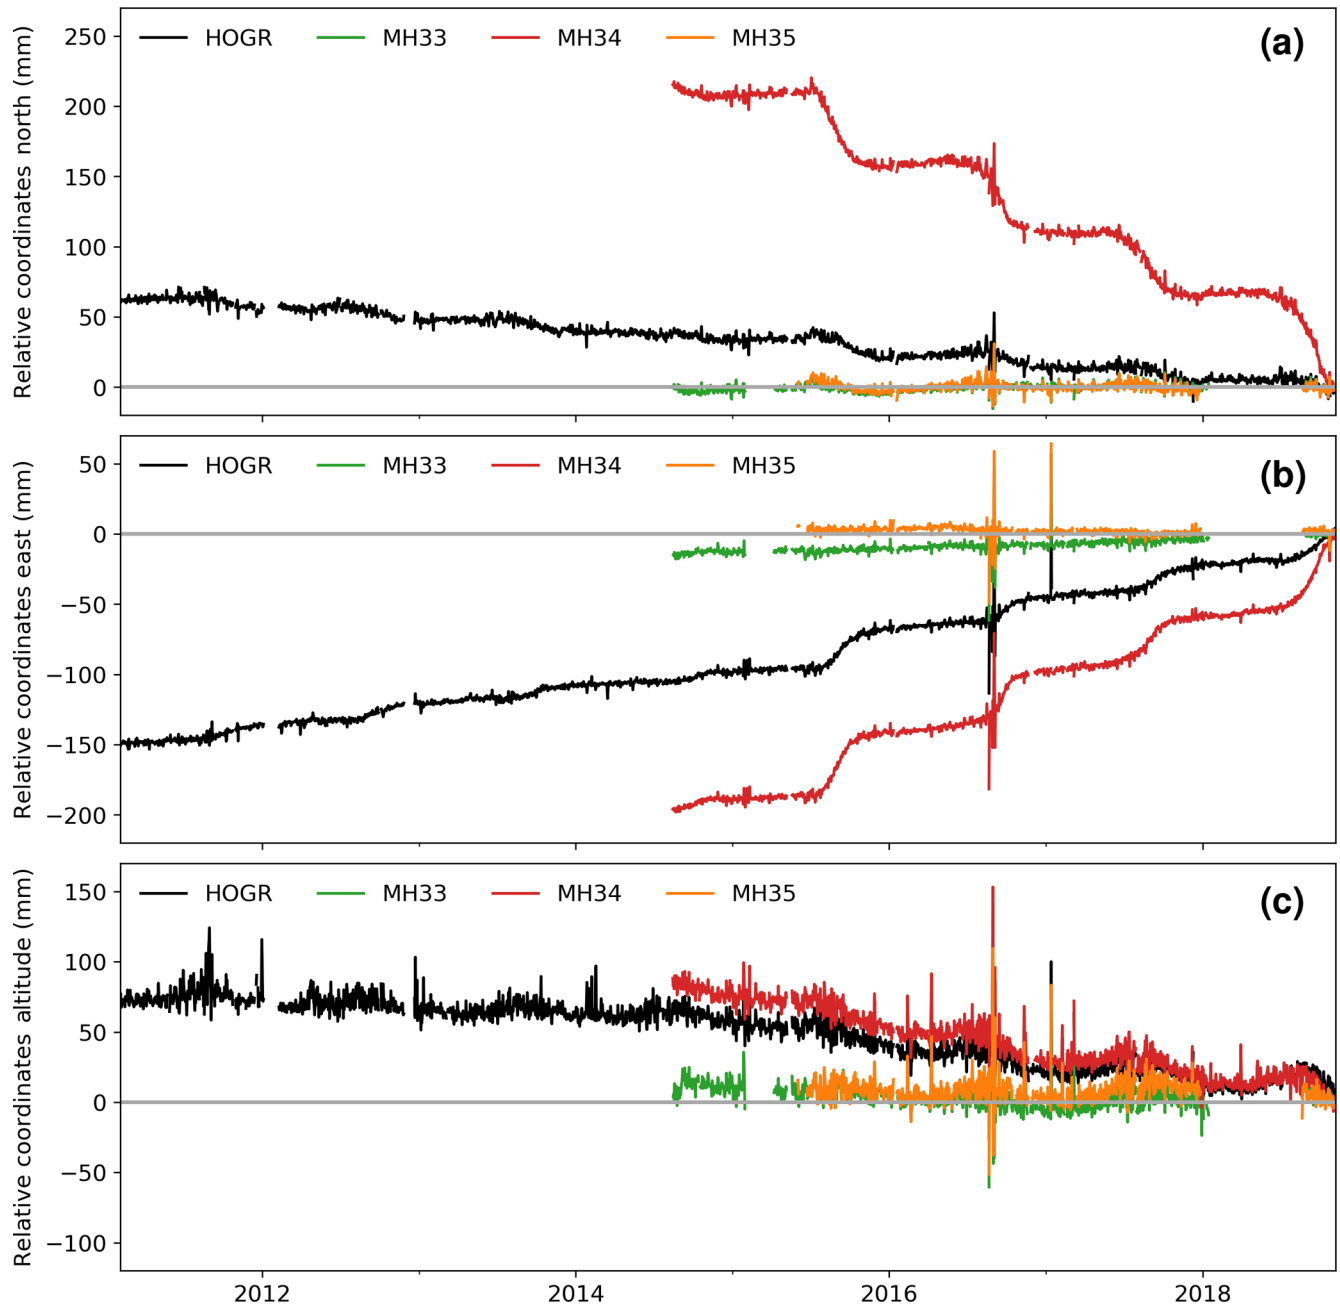 HOGR MH33 MH34 MH35 (a)
Relative coordinates north (mm)
250
200
150
100
50
0
HOGR MH33 MH34 MH35 (b)
Relative coordinates east (mm)
50
0
−50
−100
−150
−200
HOGR MH33 MH34 MH35 (c)
Relative coordinates altitude (mm)
150
100
50
0
−50
−100
2012 2014 2016 2018